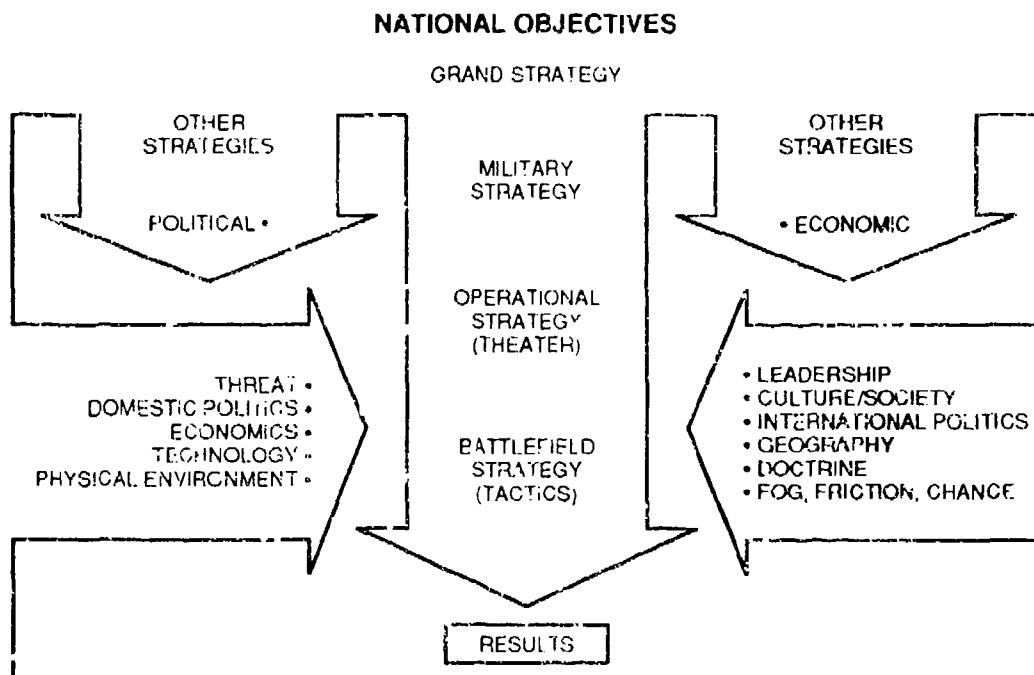 NATIONAL OBJECTIVES
GRAND STRATEGY
OTHER
STRATEGIES
POLITICAL •
MILITARY
STRATEGY
OTHER
STRATEGIES
• ECONOMIC
OPERATIONAL
STRATEGY
(THEATER)
THREAT •
DOMESTIC POLITICS •
ECONOMICS •
TECHNOLOGY •
PHYSICAL ENVIRONMENT •
BATTLEFIELD
STRATEGY
(TACTICS)
• LEADERSHIP
• CULTURE/SOCIETY
• INTERNATIONAL POLITICS
• GEOGRAPHY
• DOCTRINE
• FOG, FRICTION, CHANCE
RESULTS